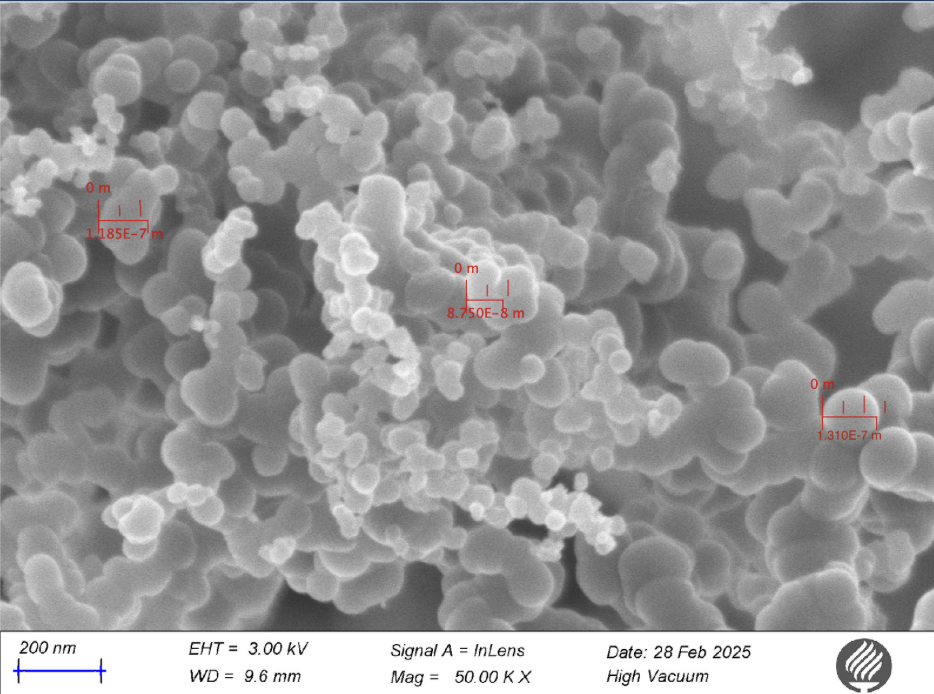 0 m
1.185E-7 m
0 m
8.750E-8 m
0 m
1.310E-7 m
200 nm
EHT = 3.00 kV
Signal A = InLens
Date: 28 Feb 2025
WD = 9.6 mm
Mag = 50.00 K X
High Vacuum